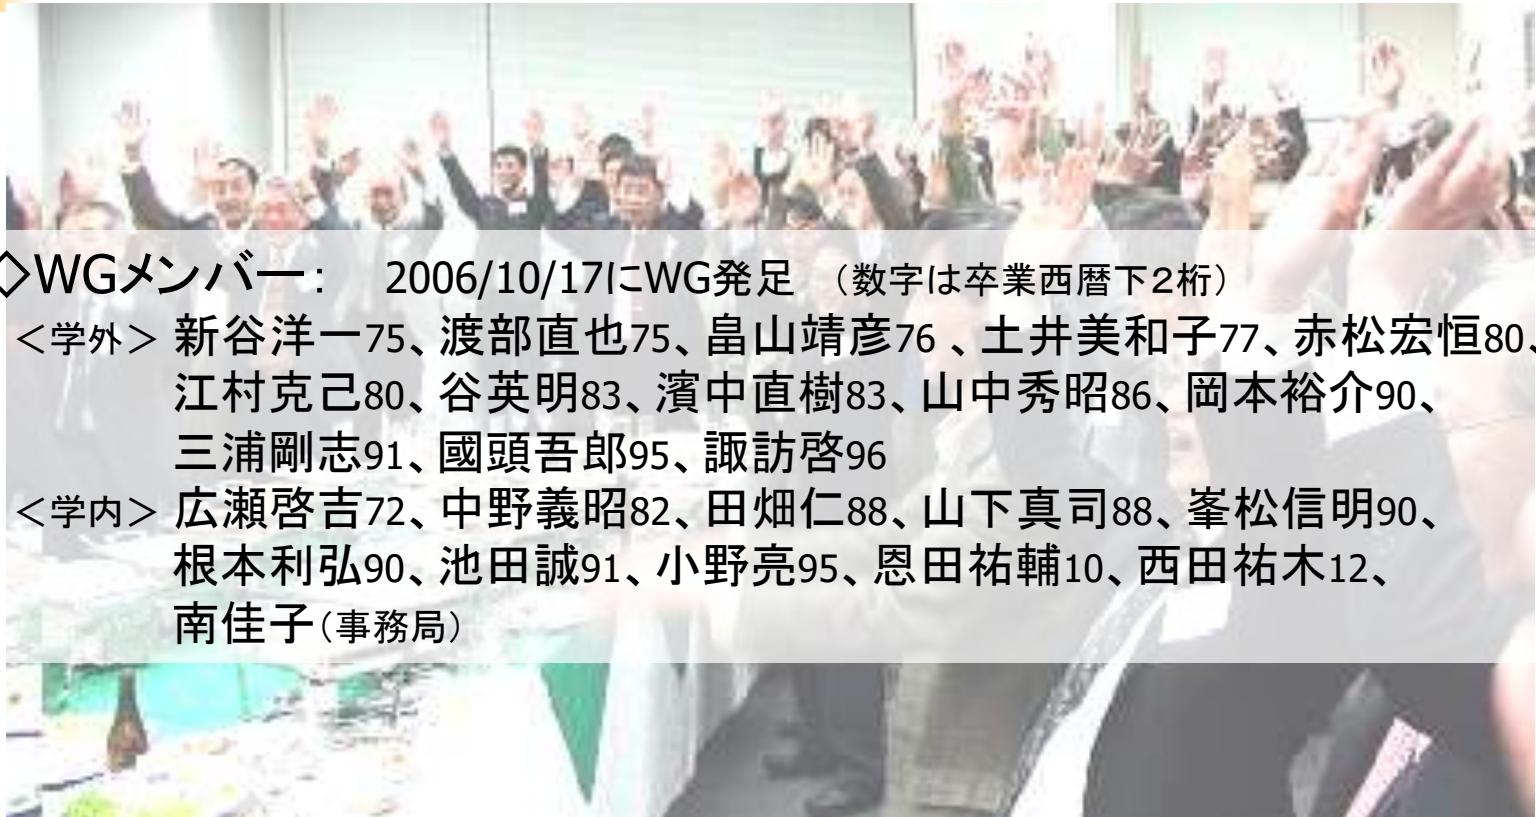 ◇WGメンバー： 2006/10/17にWG発足 （数字は卒業西暦下2桁）
＜学外＞ 新谷洋一75、渡部直也75、畠山靖彦76 、土井美和子77、赤松宏恒80、
江村克己80、谷英明83、濱中直樹83、山中秀昭86、岡本裕介90、
三浦剛志91、國頭吾郎95、諏訪啓96
＜学内＞ 広瀬啓吉72、中野義昭82、田畑仁88、山下真司88、峯松信明90、
根本利弘90、池田誠91、小野亮95、恩田祐輔10、西田祐木12、
南佳子（事務局）